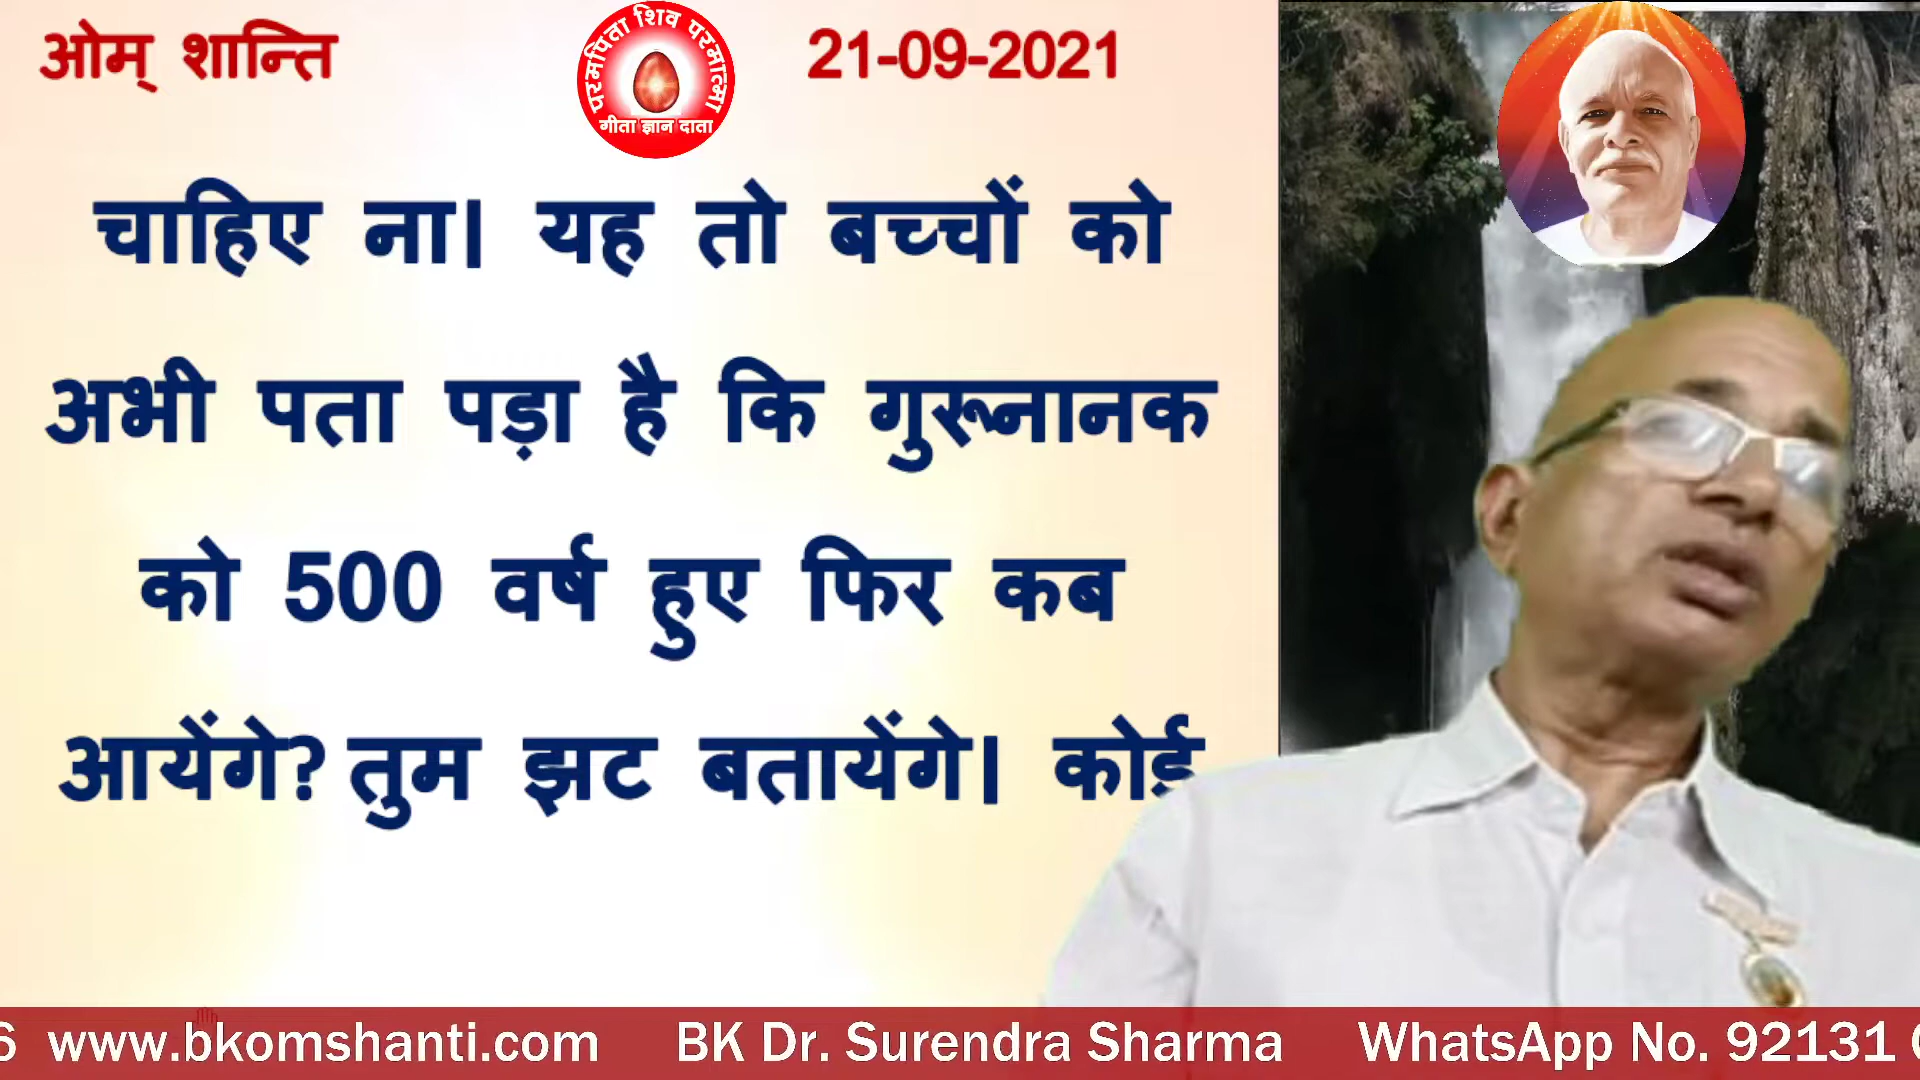 ओम् शान्ति
परमपिता शिव परमात्मा
गीता ज्ञान दाता
21-09-2021
चाहिए ना। यह तो बच्चों को
अभी पता पड़ा है कि गुरूनानक
को 500 वर्ष हुए फिर कब
आयेंगे? तुम झट बतायेंगे। कोई
6 www.bkomshanti.com BK Dr. Surendra Sharma WhatsApp No. 92131